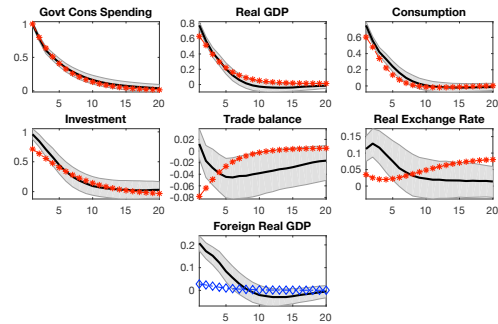 Govt Cons Spending Real GDP Consumption
1 0.8 0.8
0.6 0.6
0.5 0.4 0.4
0.2 0.2
0 0 0
5 10 15 20 5 10 15 20 5 10 15 20
Investment Trade balance Real Exchange Rate
1 -0.02 0.15
0.5 -0.04 0.1
-0.06 0.05
0 -0.08 0
5 10 15 20 5 10 15 20 5 10 15 20
Foreign Real GDP
0.2
0.1
0
5 10 15 20